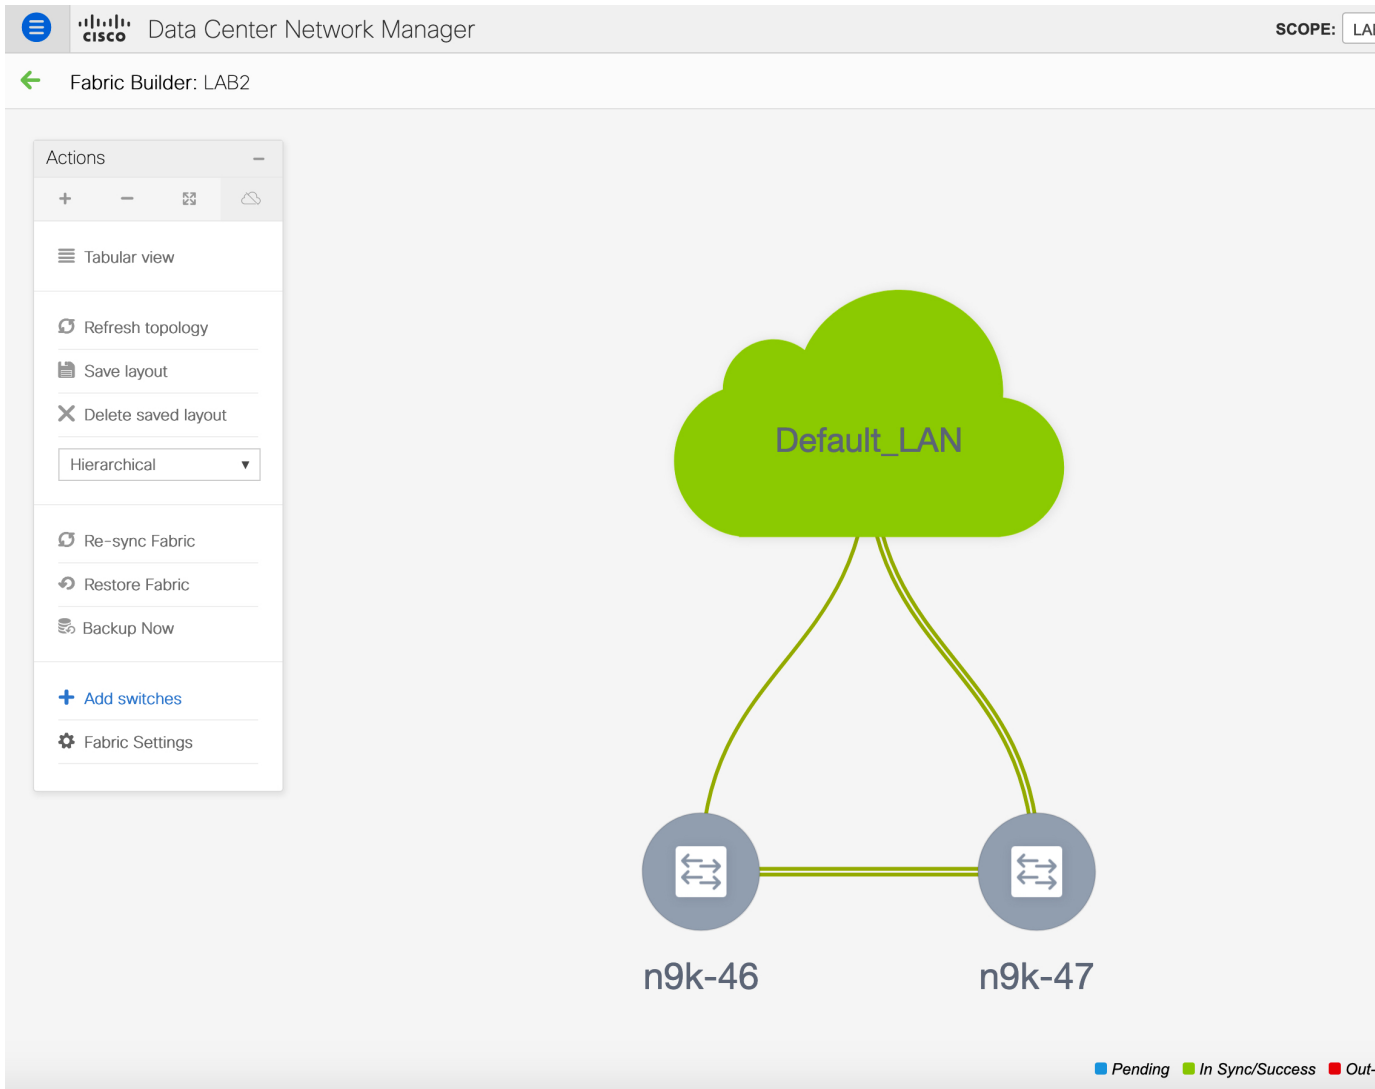 cisco Data Center Network Manager
SCOPE:
Fabric Builder: LAB2
Actions
Tabular view
Refresh topology
Save layout
Delete saved layout
Hierarchical
Re-sync Fabric
Restore Fabric
Backup Now
Add switches
Fabric Settings
Default_LAN
n9k-46
n9k-47
Pending In Sync/Success Out-